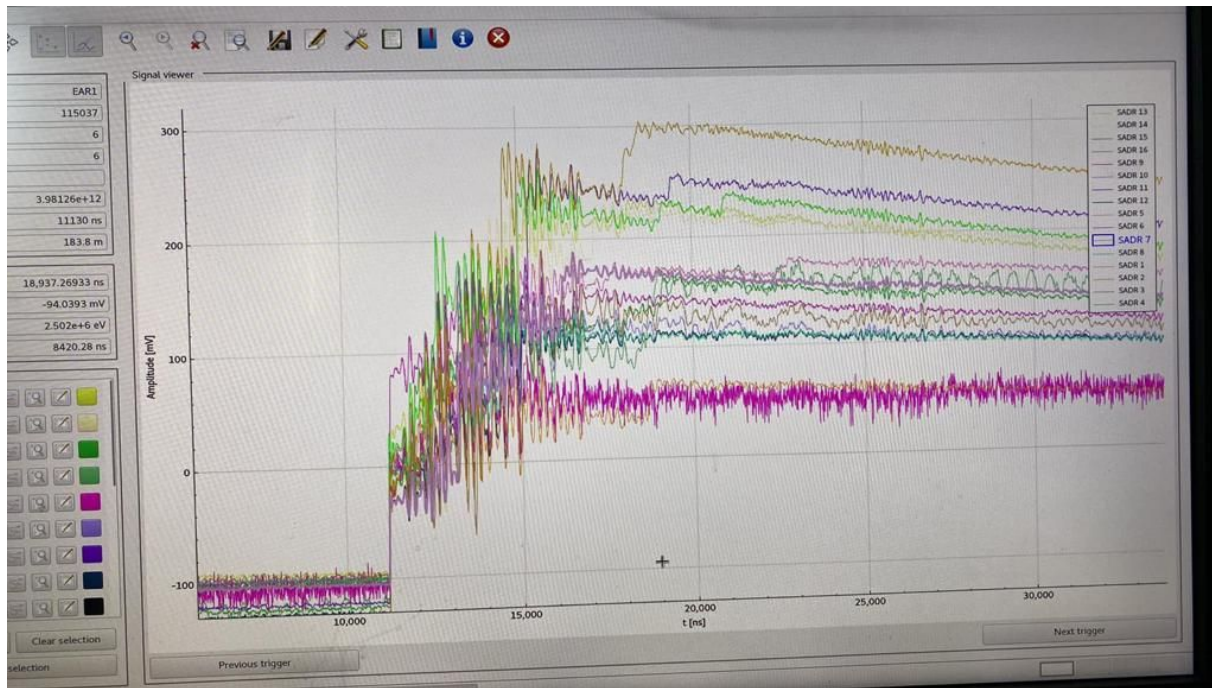 EAR1
115037
6
6
3.98126e+12
11130 ns
183.8 m
18,937.26933 ns
-94.0393 mV
2.502e+6 eV
8420.28 ns
Clear selection
selection
Signal viewer
300
200
100
0
-100
Amplitude [mV]
10,000
15,000
20,000
25,000
30,000
t [ns]
SADR 13
SADR 14
SADR 15
SADR 16
SADR 9
SADR 10
SADR 11
SADR 12
SADR 5
SADR 6
SADR 7
SADR 8
SADR 1
SADR 2
SADR 3
SADR 4
Previous trigger
Next trigger